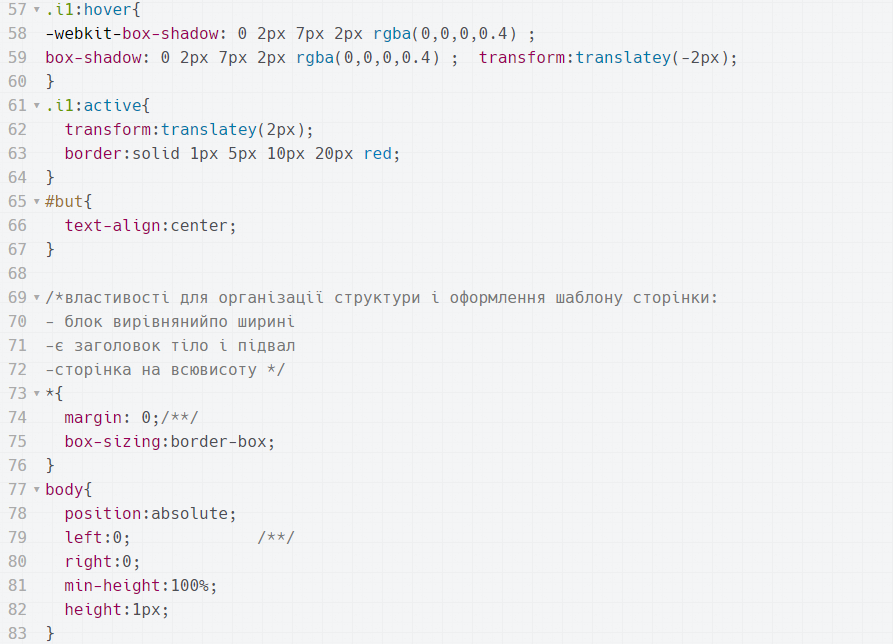 57 .i1:hover{
58 -webkit-box-shadow: 0 2px 7px 2px rgba(0,0,0,0.4) ;
59 box-shadow: 0 2px 7px 2px rgba(0,0,0,0.4) ;  transform:translatey(-2px);
60 }
61 .i1:active{
62   transform:translatey(2px);
63   border:solid 1px 5px 10px 20px red;
64 }
65 #but{
66   text-align:center;
67 }
68
69 /*властивості для організації структури і оформлення шаблону сторінки:
70 - блок вирівнянийпо ширині
71 -є заголовок тіло і підвал
72 -сторінка на всювисоту */
73 *{
74   margin: 0;/**/
75   box-sizing:border-box;
76 }
77 body{
78   position:absolute;
79   left:0;             /**/
80   right:0;
81   min-height:100%;
82   height:1px;
83 }